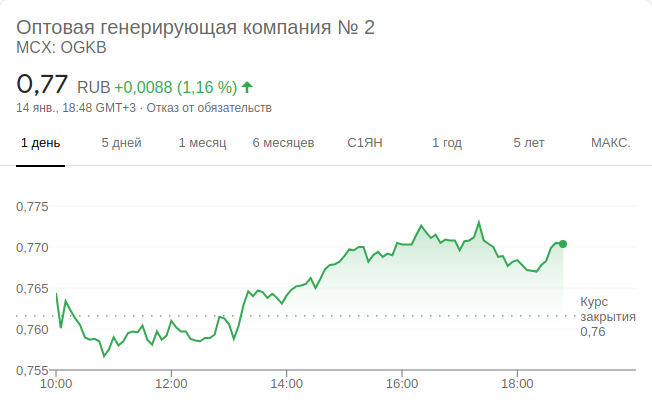 Оптовая генерирующая компания № 2
MCX: OGKB
0,77 RUB +0,0088 (1,16 %)
14 янв., 18:48 GMT+3 · Отказ от обязательств
1 день 5 дней 1 месяц 6 месяцев С1ЯН 1 год 5 лет МАКС.
0,775
0,770
0,765
0,760
0,755
Курс
закрытия
0,76
10:00 12:00 14:00 16:00 18:00